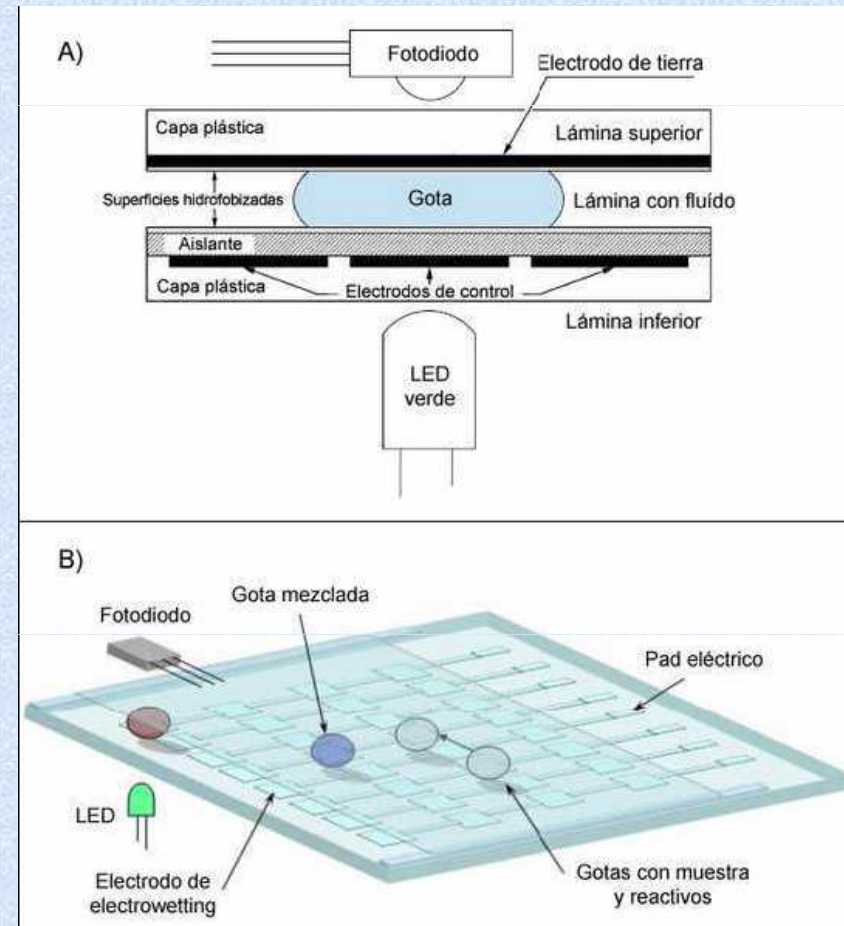 A)
Fotodiodo
Electrodo de tierra
Capa plástica
Lámina superior
Superficies hidrofobizadas
Gota
Lámina con fluído
Aislante
Capa plástica
Electrodos de control
Lámina inferior
LED
verde
B)
Gota mezclada
Fotodiodo
Pad eléctrico
LED
Electrodo de
electrowetting
Gotas con muestra
y reactivos